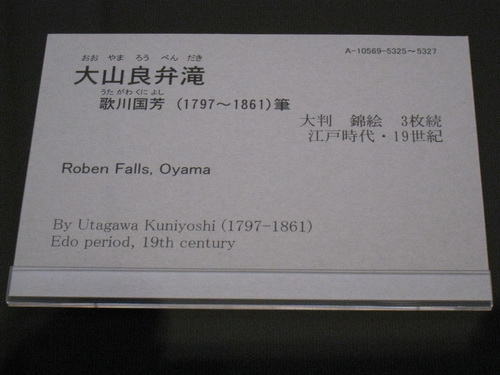 A-10569-5325～5327
おお やま ろう べん だき
大山良弁滝
うたがわくによし
歌川国芳 (1797～1861)筆
大判 錦絵 3枚続
江戸時代・19世紀
Roben Falls, Oyama
By Utagawa Kuniyoshi (1797-1861)
Edo period, 19th century